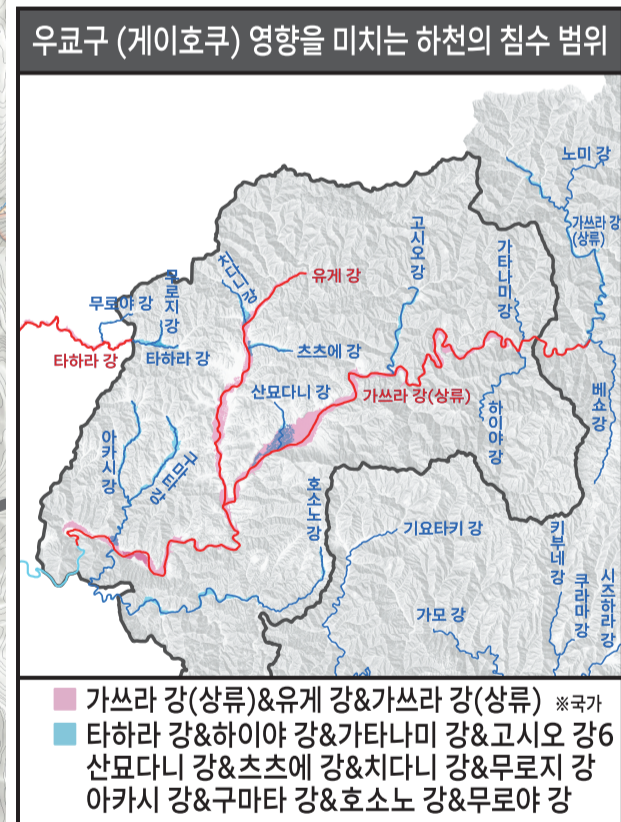 우쿄구 (게이호쿠) 영향을 미치는 하천의 침수 범위
노미 강
가쓰라 강
(상류)
고시오 강
가타나미 강
치다니 강
유게 강
무로지 강
무로야 강
타하라 강
타하라 강
츠츠에 강
산묘다니 강
가쓰라 강(상류)
베쇼 강
하이야 강
아카시 강
구마타 강
호소노 강
기요타키 강
키부네 강
쿠라마 강
시즈하라 강
가모 강
가쓰라 강(상류)&유게 강&가쓰라 강(상류) ※국가
타하라 강&하이야 강&가타나미 강&고시오 강6
산묘다니 강&츠츠에 강&치다니 강&무로지 강
아카시 강&구마타 강&호소노 강&무로야 강